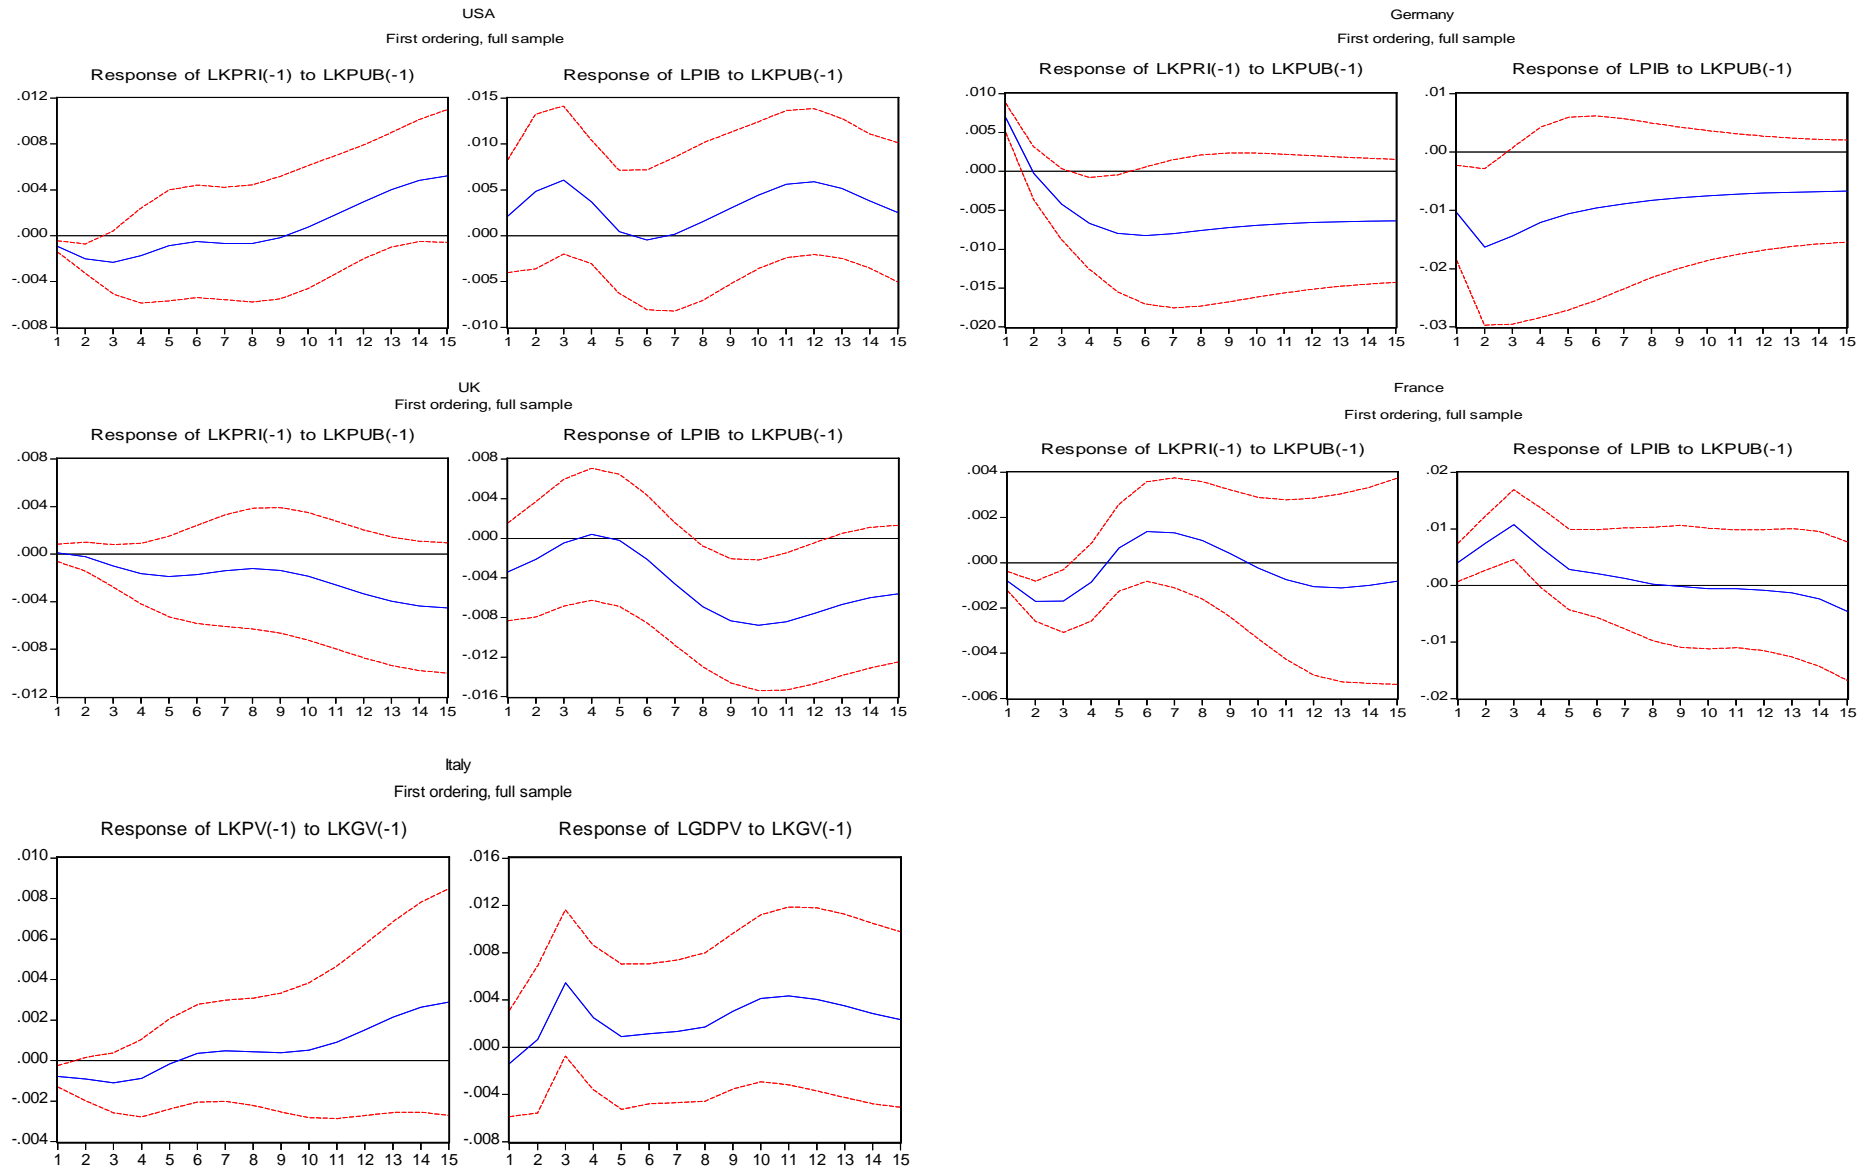 USA
First ordering, full sample
Response of LKPRI(-1) to LKPUB(-1)
.012
.008
.004
.000
-.004
-.008
1 2 3 4 5 6 7 8 9 10 11 12 13 14 15
Response of LPIB to LKPUB(-1)
.015
.010
.005
.000
-.005
-.010
1 2 3 4 5 6 7 8 9 10 11 12 13 14 15
Germany
First ordering, full sample
Response of LKPRI(-1) to LKPUB(-1)
.010
.005
.000
-.005
-.010
-.015
-.020
1 2 3 4 5 6 7 8 9 10 11 12 13 14 15
Response of LPIB to LKPUB(-1)
.01
.00
-.01
-.02
-.03
1 2 3 4 5 6 7 8 9 10 11 12 13 14 15
UK
First ordering, full sample
Response of LKPRI(-1) to LKPUB(-1)
.008
.004
.000
-.004
-.008
-.012
1 2 3 4 5 6 7 8 9 10 11 12 13 14 15
Response of LPIB to LKPUB(-1)
.008
.004
.000
-.004
-.008
-.012
-.016
1 2 3 4 5 6 7 8 9 10 11 12 13 14 15
France
First ordering, full sample
Response of LKPRI(-1) to LKPUB(-1)
.004
.002
.000
-.002
-.004
-.006
1 2 3 4 5 6 7 8 9 10 11 12 13 14 15
Response of LPIB to LKPUB(-1)
.02
.01
.00
-.01
-.02
1 2 3 4 5 6 7 8 9 10 11 12 13 14 15
Italy
First ordering, full sample
Response of LKPV(-1) to LKGV(-1)
.010
.008
.006
.004
.002
.000
-.002
-.004
1 2 3 4 5 6 7 8 9 10 11 12 13 14 15
Response of LGDPV to LKGV(-1)
.016
.012
.008
.004
.000
-.004
-.008
1 2 3 4 5 6 7 8 9 10 11 12 13 14 15